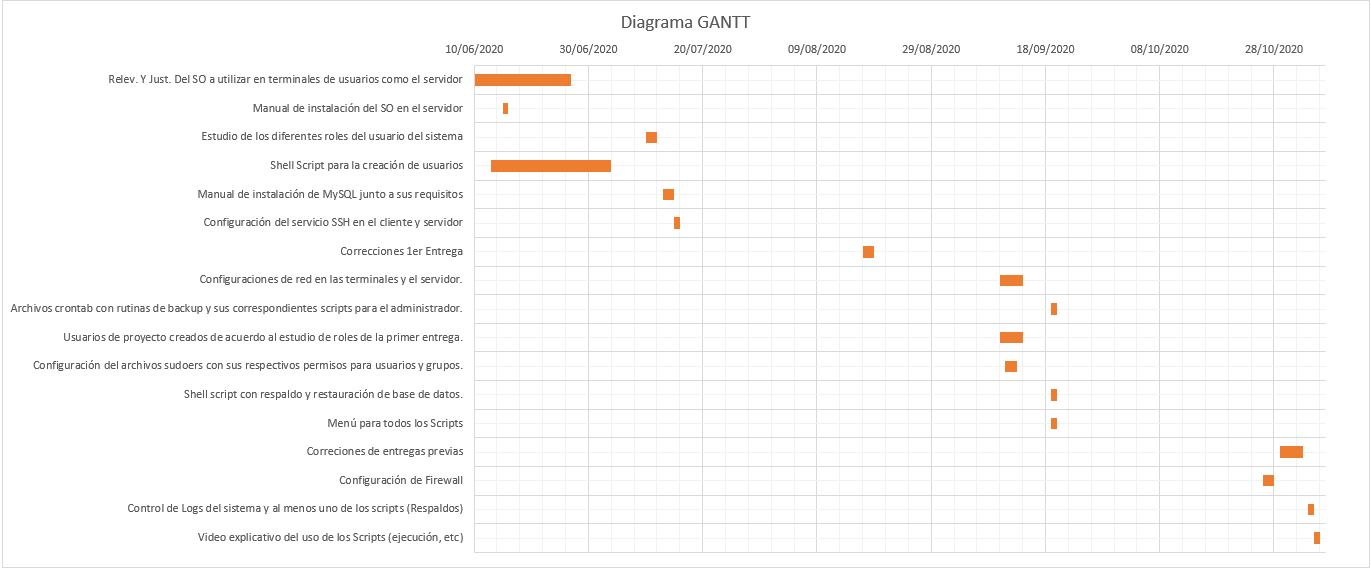 Diagrama GANTT
10/06/2020 30/06/2020 20/07/2020 09/08/2020 29/08/2020 18/09/2020 08/10/2020 28/10/2020
Relev. Y Just. Del SO a utilizar en terminales de usuarios como el servidor
Manual de instalación del SO en el servidor
Estudio de los diferentes roles del usuario del sistema
Shell Script para la creación de usuarios
Manual de instalación de MySQL junto a sus requisitos
Configuración del servicio SSH en el cliente y servidor
Correcciones 1er Entrega
Configuraciones de red en las terminales y el servidor.
Archivos crontab con rutinas de backup y sus correspondientes scripts para el administrador.
Usuarios de proyecto creados de acuerdo al estudio de roles de la primer entrega.
Configuración del archivos sudoers con sus respectivos permisos para usuarios y grupos.
Shell script con respaldo y restauración de base de datos.
Menú para todos los Scripts
Correciones de entregas previas
Configuración de Firewall
Control de Logs del sistema y al menos uno de los scripts (Respaldos)
Video explicativo del uso de los Scripts (ejecución, etc)